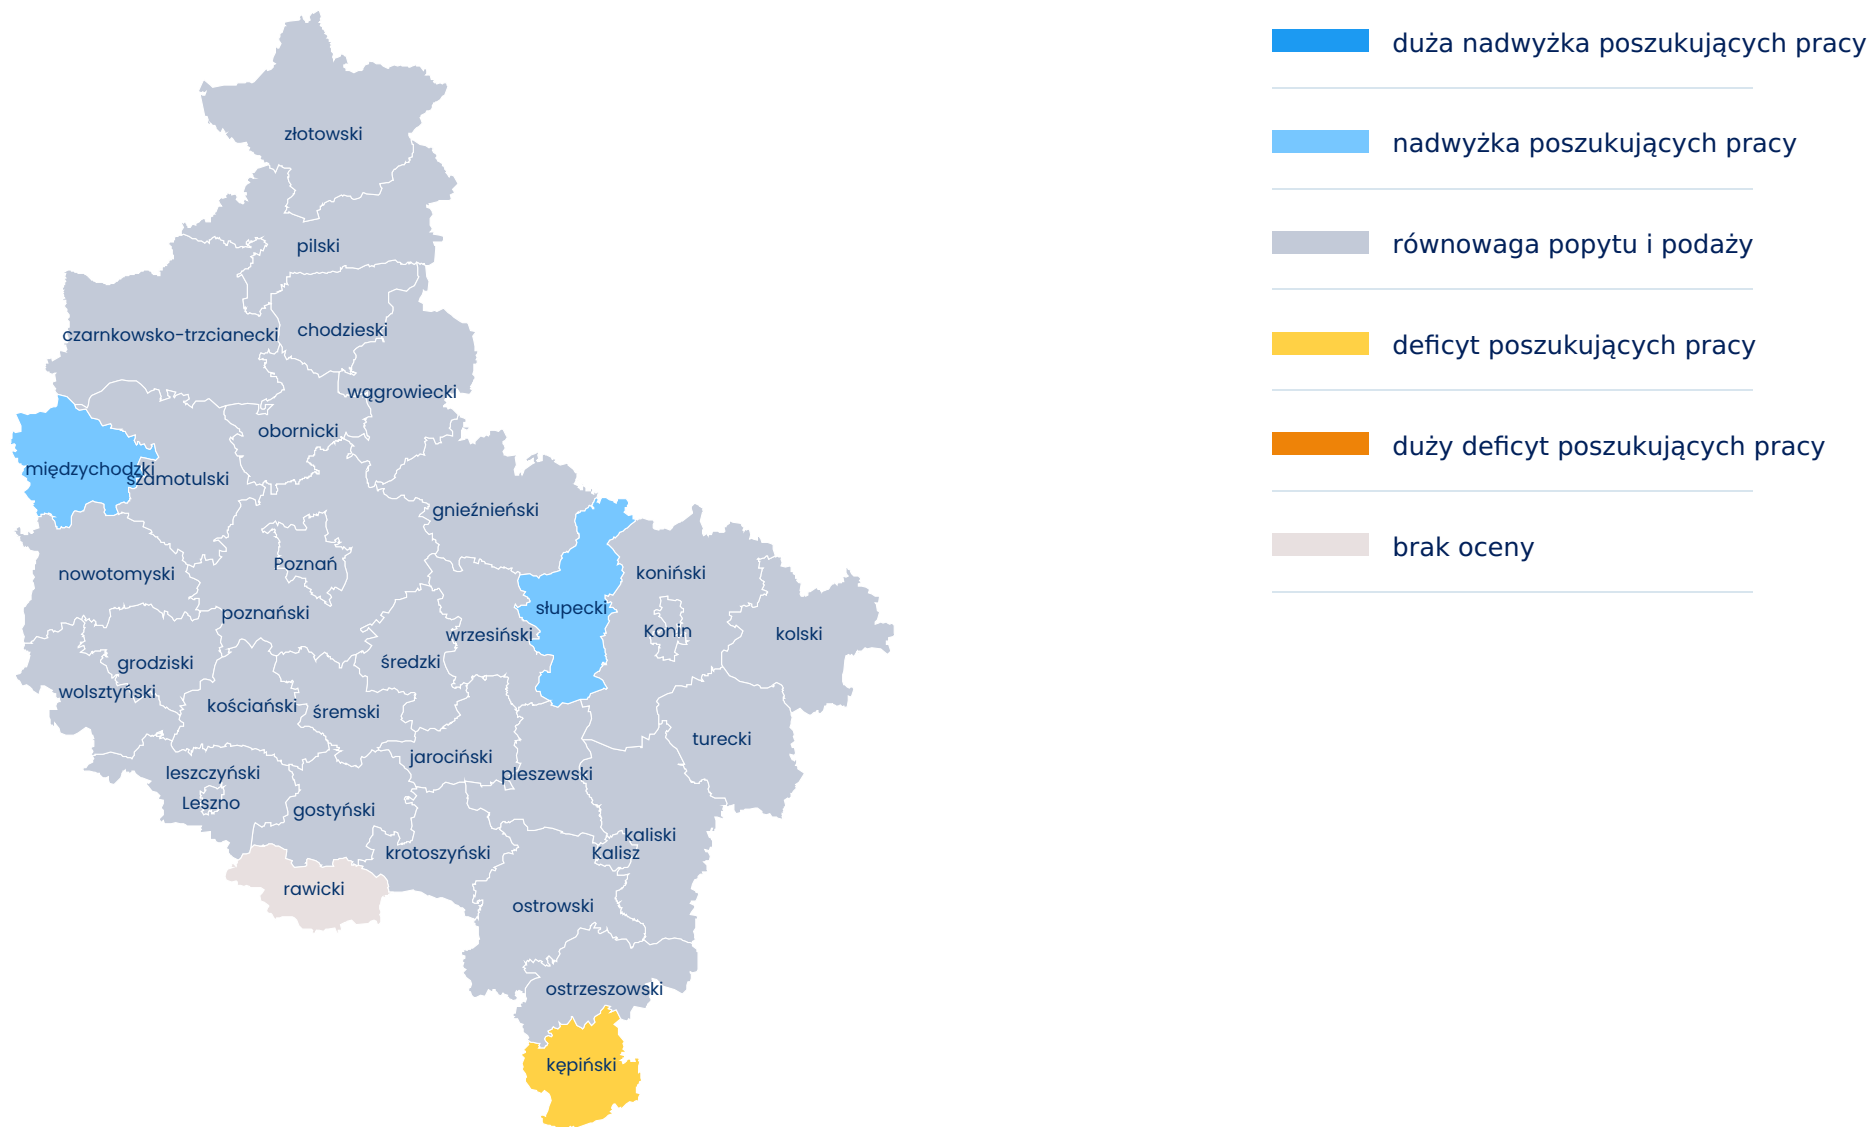 złotowski
pilski
czarnkowsko-trzcianecki
chodzieski
wągrowiecki
obornicki
międzychodzki
szamotulski
gnieźnieński
Poznań
nowotomyski
koniński
słupecki
poznański
Konin
kolski
wrzesiński
średzki
grodziski
wolsztyński
kościański
śremski
turecki
jarociński
pleszewski
leszczyński
Leszno
gostyński
kaliski
Kalisz
krotoszyński
rawicki
ostrowski
ostrzeszowski
kępiński
duża nadwyżka poszukujących pracy
nadwyżka poszukujących pracy
równowaga popytu i podaży
deficyt poszukujących pracy
duży deficyt poszukujących pracy
brak oceny